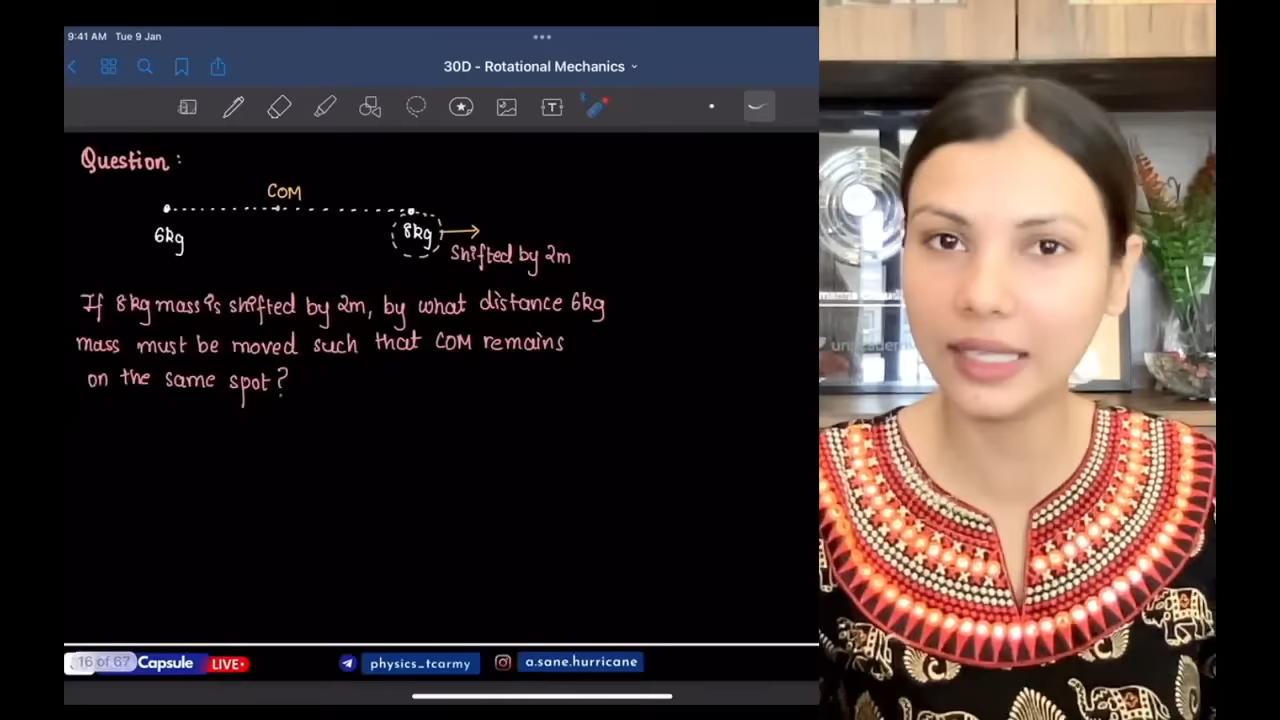 9:41 AM Tue 9 Jan
30D - Rotational Mechanics
T
Question :
COM
6kg
8kg
Shifted by 2m
If 8kg mass is shifted by 2m, by what distance 6kg
mass must be moved such that COM remains
on the same spot?
16 of 67 Capsule LIVE
physics_tcarmy
a.sane.hurricane